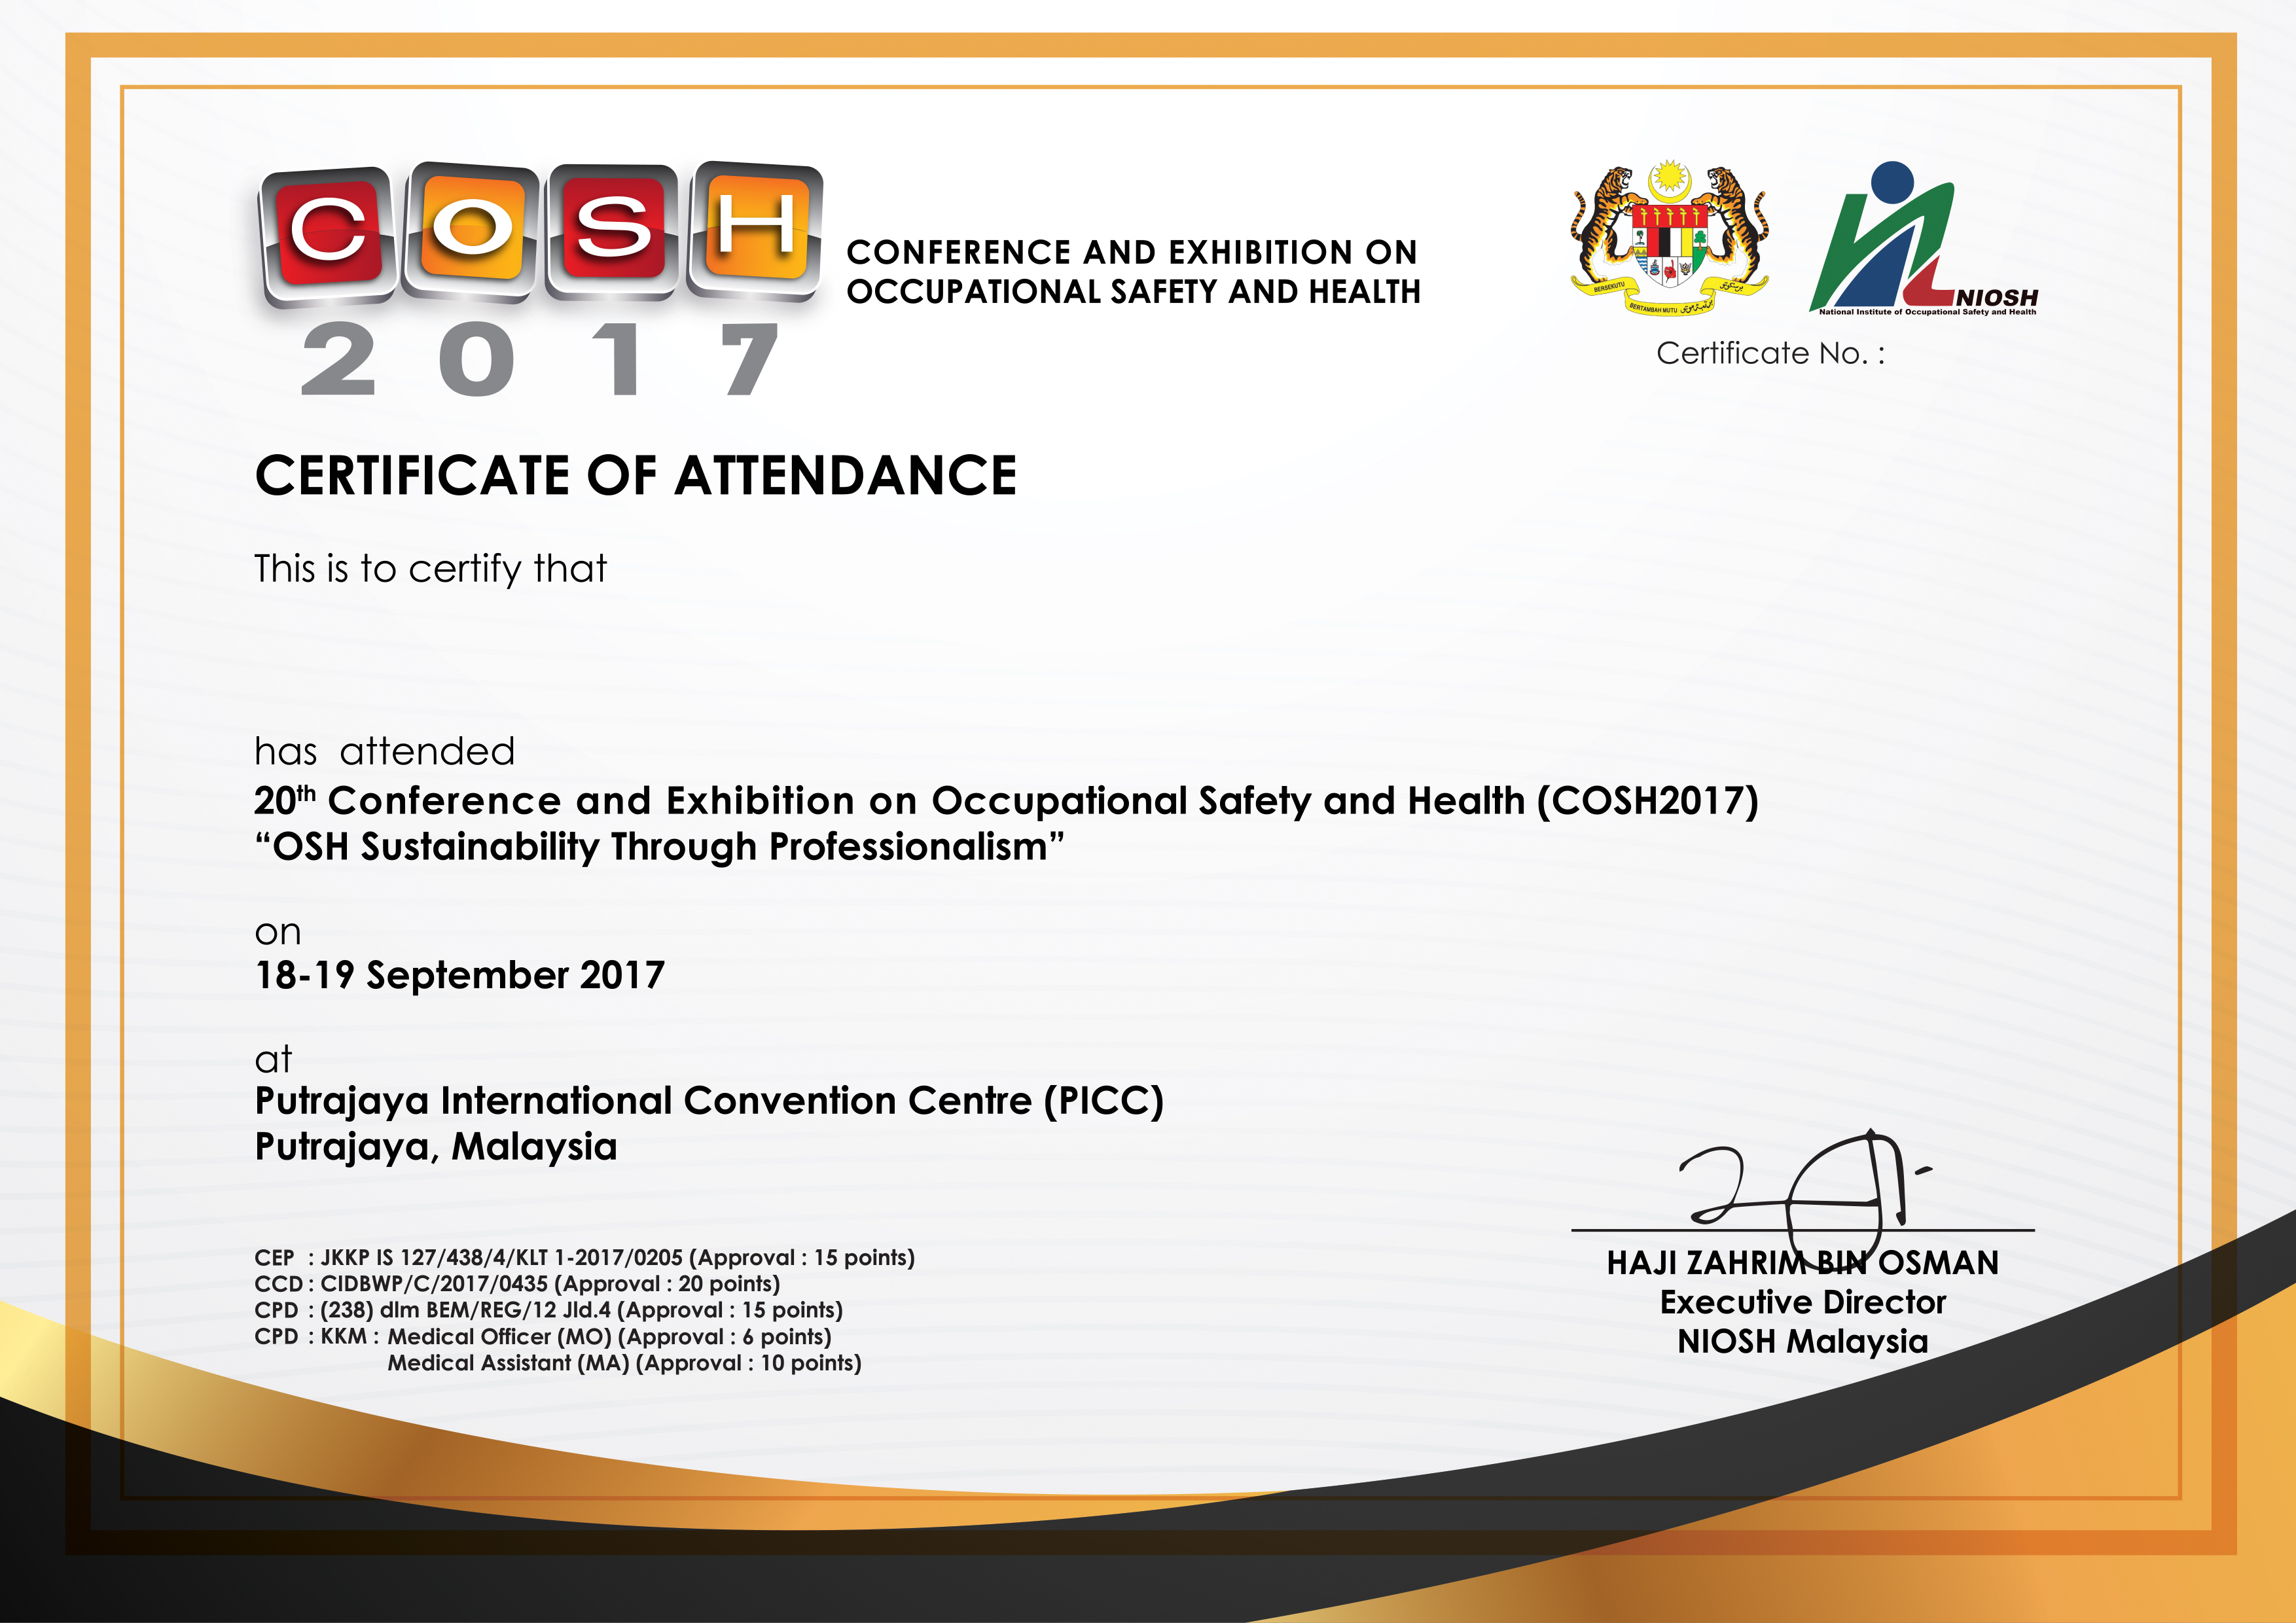 COSH
CONFERENCE AND EXHIBITION ON
OCCUPATIONAL SAFETY AND HEALTH
2017
BERSEKUTU
BERTAMBAH MUTU
NIOSH
National Institute of Occupational Safety and Health
Certificate No. :
CERTIFICATE OF ATTENDANCE
This is to certify that
has attended
20th Conference and Exhibition on Occupational Safety and Health (COSH2017)
“OSH Sustainability Through Professionalism”
on
18-19 September 2017
at
Putrajaya International Convention Centre (PICC)
Putrajaya, Malaysia
CEP : JKKP IS 127/438/4/KLT 1-2017/0205 (Approval : 15 points)
CCD : CIDBWP/C/2017/0435 (Approval : 20 points)
CPD : (238) dlm BEM/REG/12 Jld.4 (Approval : 15 points)
CPD : KKM : Medical Officer (MO) (Approval : 6 points)
Medical Assistant (MA) (Approval : 10 points)
HAJI ZAHRIM BIN OSMAN
Executive Director
NIOSH Malaysia